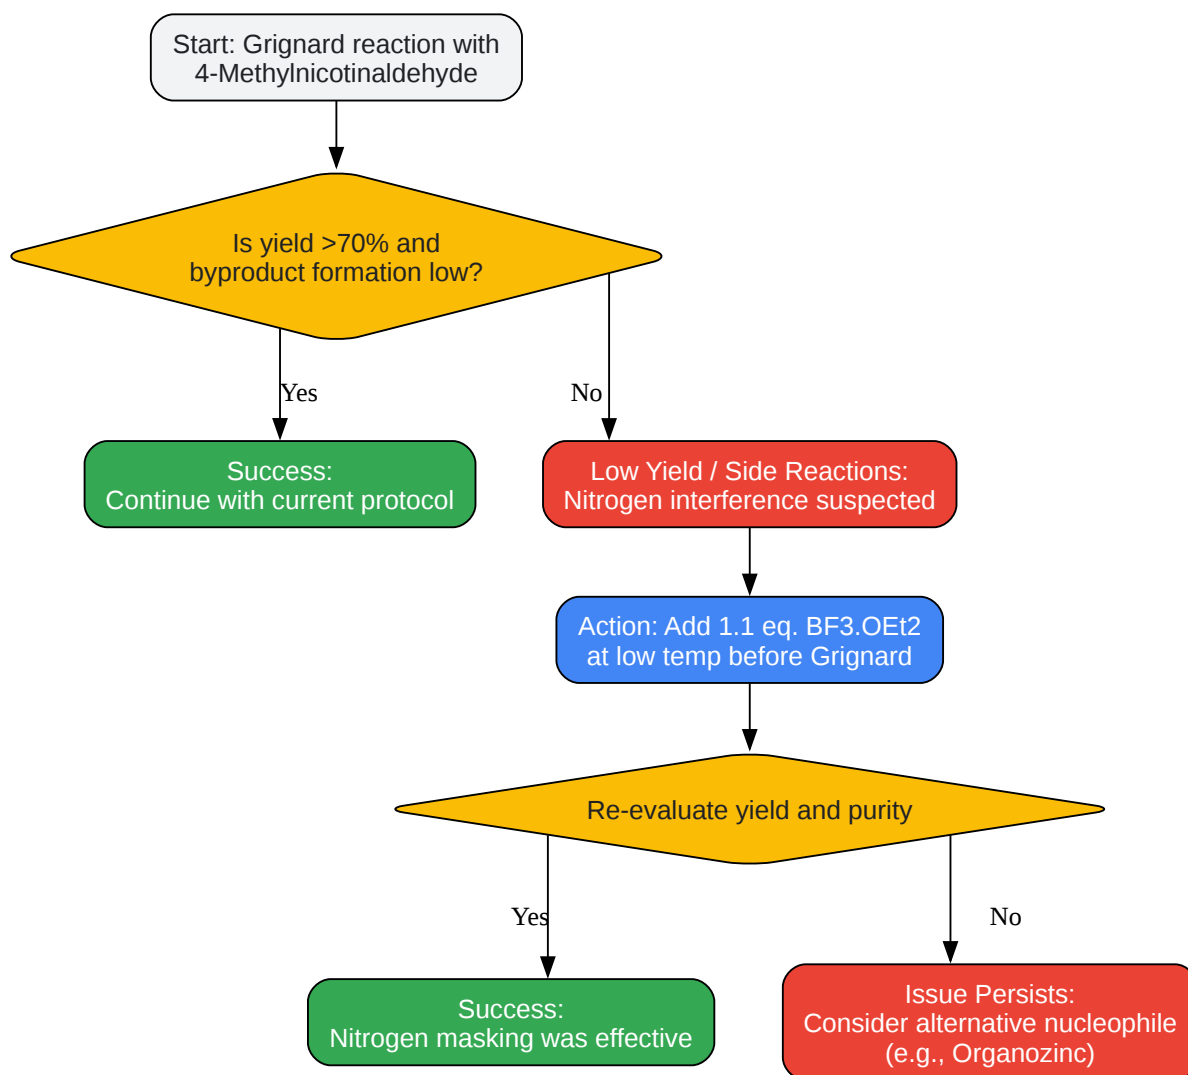 Start: Grignard reaction with
4-Methylnicotinaldehyde
Is yield >70% and
byproduct formation low?
Yes
No
Success:
Continue with current protocol
Low Yield / Side Reactions:
Nitrogen interference suspected
Action: Add 1.1 eq. BF3.OEt2
at low temp before Grignard
Re-evaluate yield and purity
Yes
No
Success:
Nitrogen masking was effective
Issue Persists:
Consider alternative nucleophile
(e.g., Organozinc)